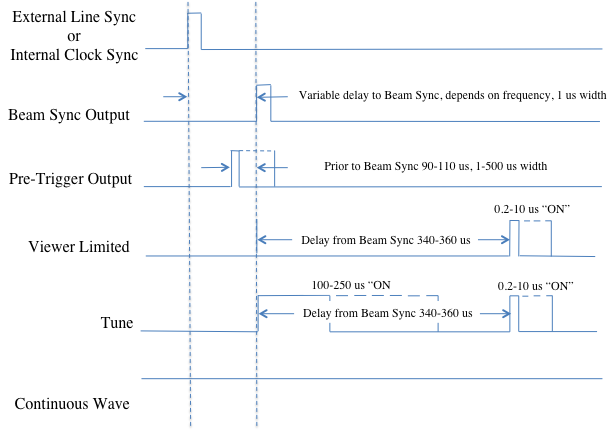 External Line Sync
or
Internal Clock Sync
Variable delay to Beam Sync, depends on frequency, 1 us width
Beam Sync Output
Prior to Beam Sync 90-110 us, 1-500 us width
Pre-Trigger Output
0.2-10 us “ON”
Viewer Limited
Delay from Beam Sync 340-360 us
100-250 us “ON
0.2-10 us “ON”
Delay from Beam Sync 340-360 us
Tune
Continuous Wave